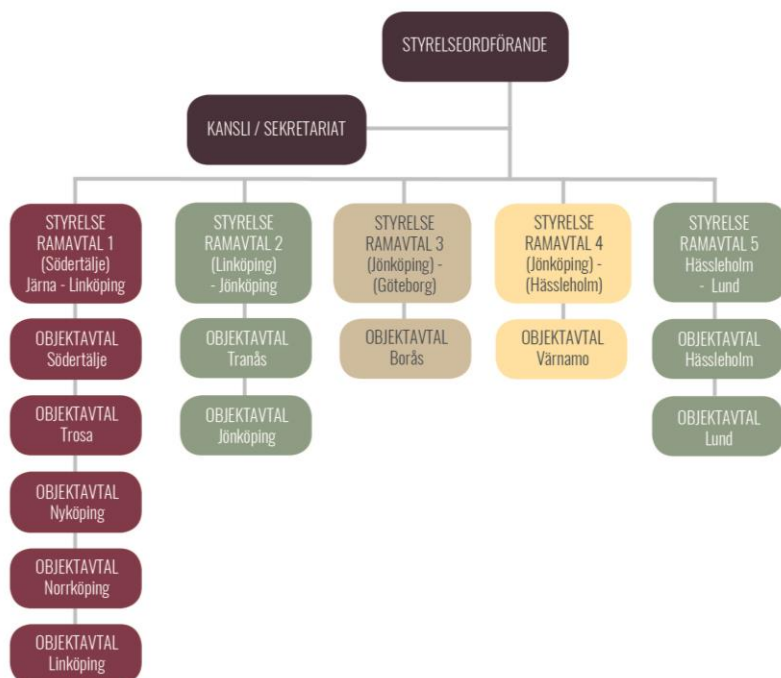 STYRELSEORDFÖRANDE
KANSLI / SEKRETARIAT
STYRELSE
RAMAVTAL 1
(Södertälje)
Järna - Linköping
OBJEKTAVTAL
Södertälje
OBJEKTAVTAL
Trosa
OBJEKTAVTAL
Nyköping
OBJEKTAVTAL
Norrköping
OBJEKTAVTAL
Linköping
STYRELSE
RAMAVTAL 2
(Linköping)
- Jönköping
OBJEKTAVTAL
Tranås
OBJEKTAVTAL
Jönköping
STYRELSE
RAMAVTAL 3
(Jönköping) -
(Göteborg)
OBJEKTAVTAL
Borås
STYRELSE
RAMAVTAL 4
(Jönköping) -
(Hässleholm)
OBJEKTAVTAL
Värnamo
STYRELSE
RAMAVTAL 5
Hässleholm
- Lund
OBJEKTAVTAL
Hässleholm
OBJEKTAVTAL
Lund